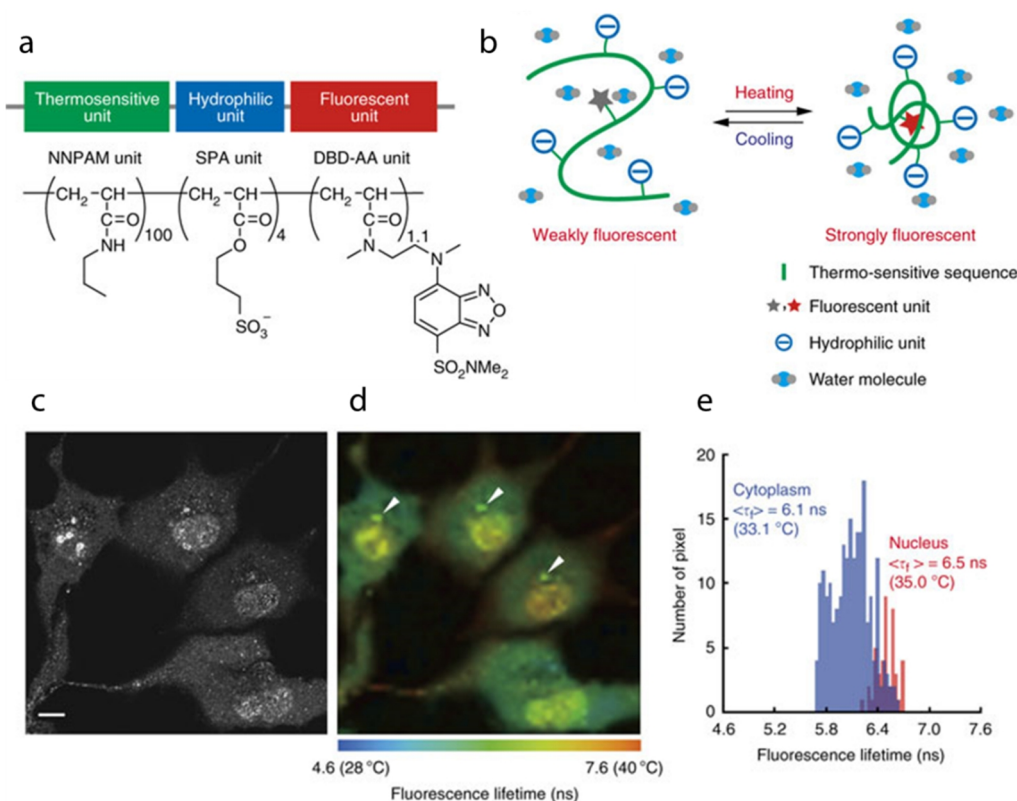 a
Thermosensitive
unit
Hydrophilic
unit
Fluorescent
unit
NNPAM unit
SPA unit
DBD-AA unit
CH2 CH
C=O
NH
100
CH2 CH
C=O
O
4
SO3−
CH2 CH
C=O
N
1.1
N
N
O
N
SO2NMe2
b
Heating
Cooling
Weakly fluorescent
Strongly fluorescent
Thermo-sensitive sequence
Fluorescent unit
Hydrophilic unit
Water molecule
c
d
4.6 (28 °C)
7.6 (40 °C)
Fluorescence lifetime (ns)
e
Number of pixel
20
15
10
5
0
Cytoplasm
<τf> = 6.1 ns
(33.1 °C)
Nucleus
<τf> = 6.5 ns
(35.0 °C)
4.6 5.2 5.8 6.4 7.0 7.6
Fluorescence lifetime (ns)